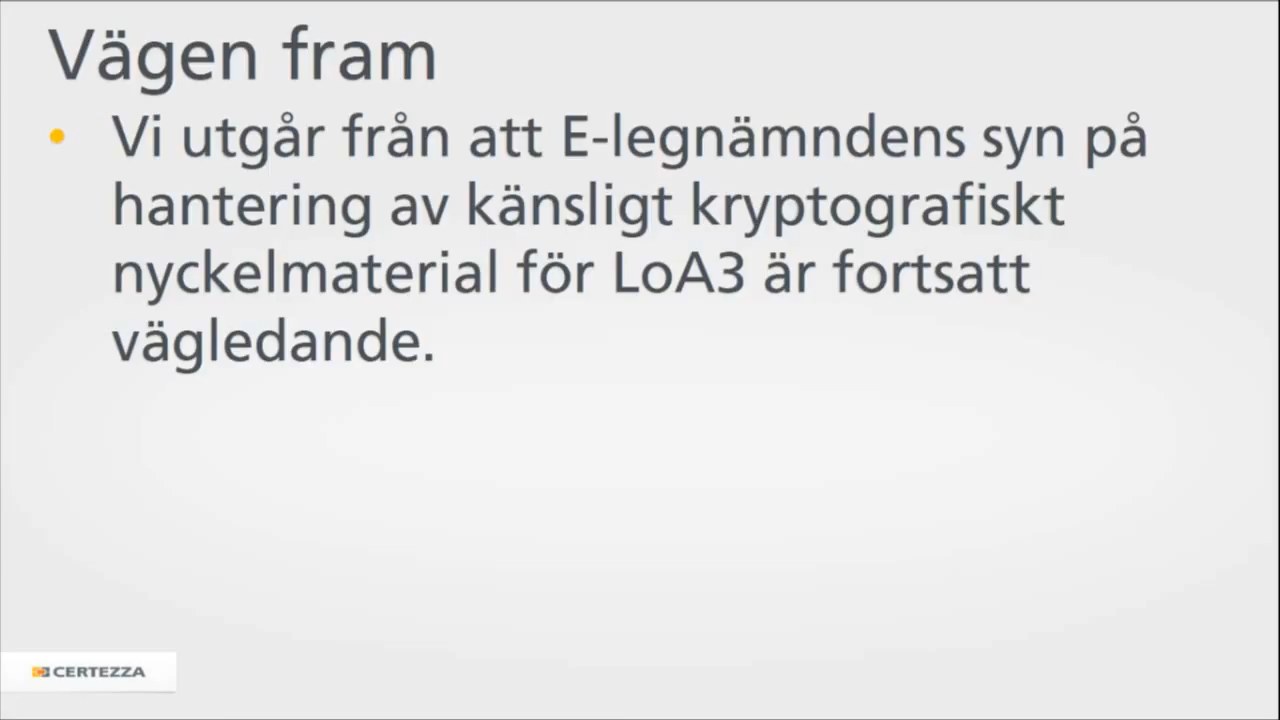 Vägen fram
• Vi utgår från att E-legnämndens syn på
hantering av känsligt kryptografiskt
nyckelmaterial för LoA3 är fortsatt
vägledande.
CERTEZZA